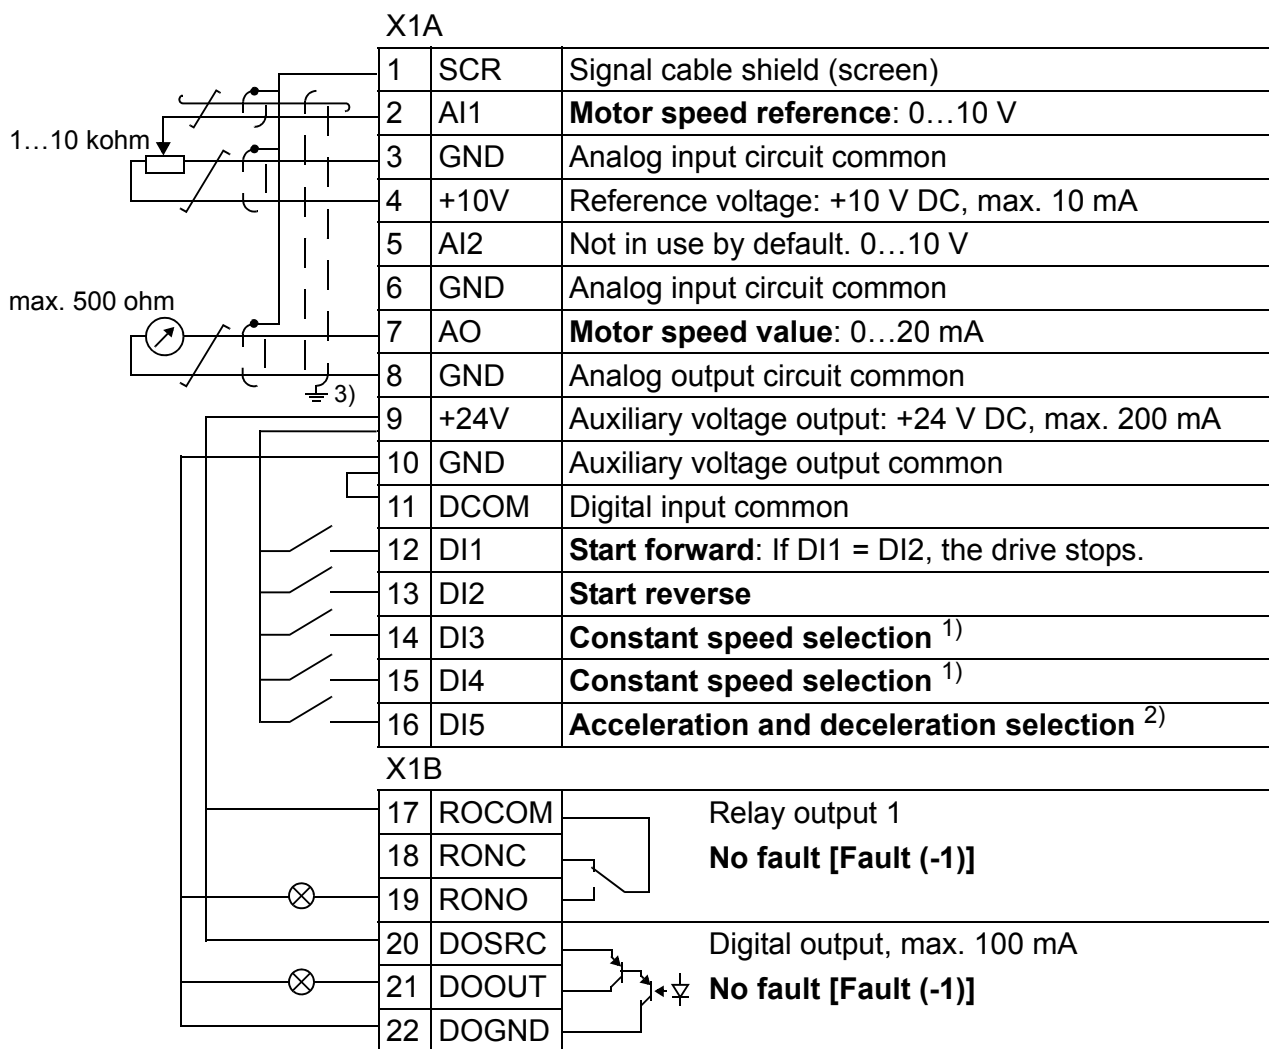 X1A
1 SCR Signal cable shield (screen)
2 AI1 Motor speed reference: 0…10 V
1…10 kohm
3 GND Analog input circuit common
4 +10V Reference voltage: +10 V DC, max. 10 mA
5 AI2 Not in use by default. 0…10 V
6 GND Analog input circuit common
max. 500 ohm
7 AO Motor speed value: 0…20 mA
8 GND Analog output circuit common
3)
9 +24V Auxiliary voltage output: +24 V DC, max. 200 mA
10 GND Auxiliary voltage output common
11 DCOM Digital input common
12 DI1 Start forward: If DI1 = DI2, the drive stops.
13 DI2 Start reverse
14 DI3 Constant speed selection 1)
15 DI4 Constant speed selection 1)
16 DI5 Acceleration and deceleration selection 2)
X1B
17 ROCOM Relay output 1
18 RONC No fault [Fault (-1)]
19 RONO
20 DOSRC Digital output, max. 100 mA
21 DOOUT No fault [Fault (-1)]
22 DOGND